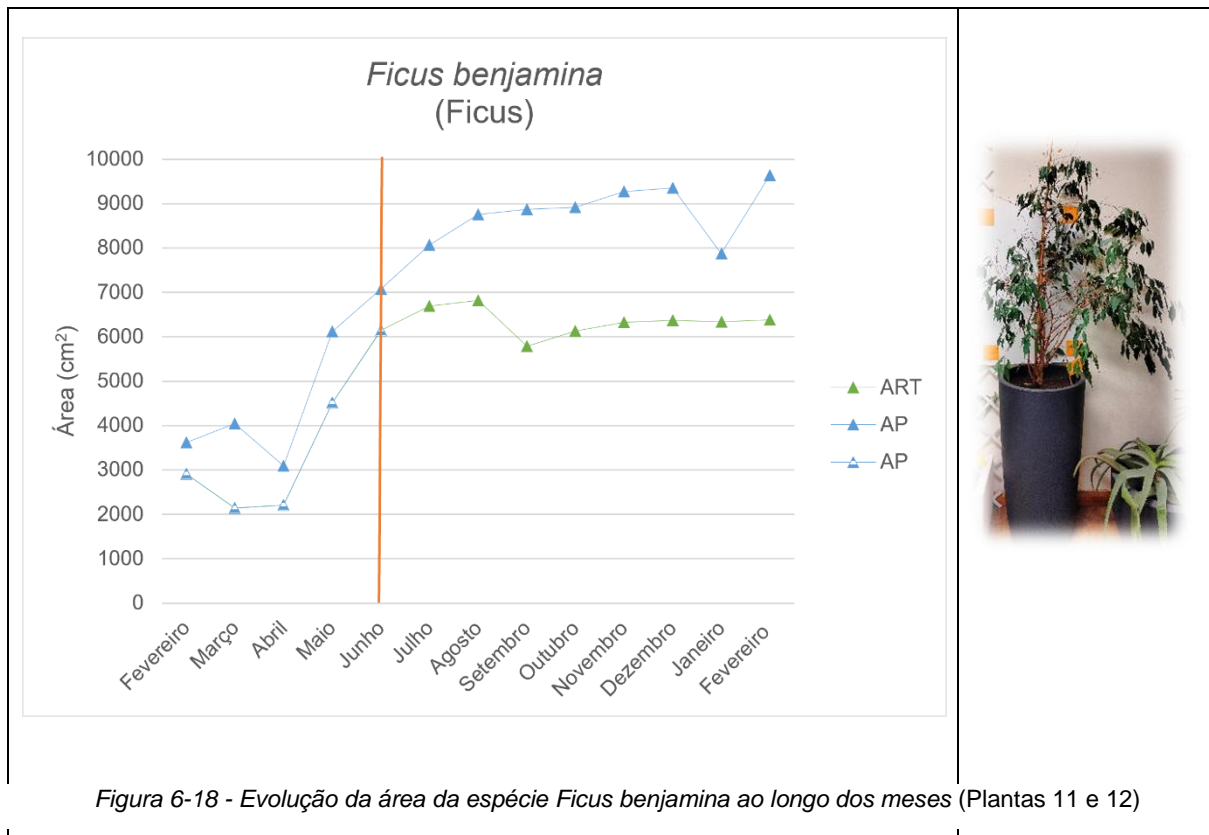 Ficus benjamina
(Ficus)
Área (cm²)
10000
9000
8000
7000
6000
5000
4000
3000
2000
1000
0
Fevereiro
Março
Abril
Maio
Junho
Julho
Agosto
Setembro
Outubro
Novembro
Dezembro
Janeiro
Fevereiro
ART
AP
AP
Figura 6-18 - Evolução da área da espécie Ficus benjamina ao longo dos meses (Plantas 11 e 12)